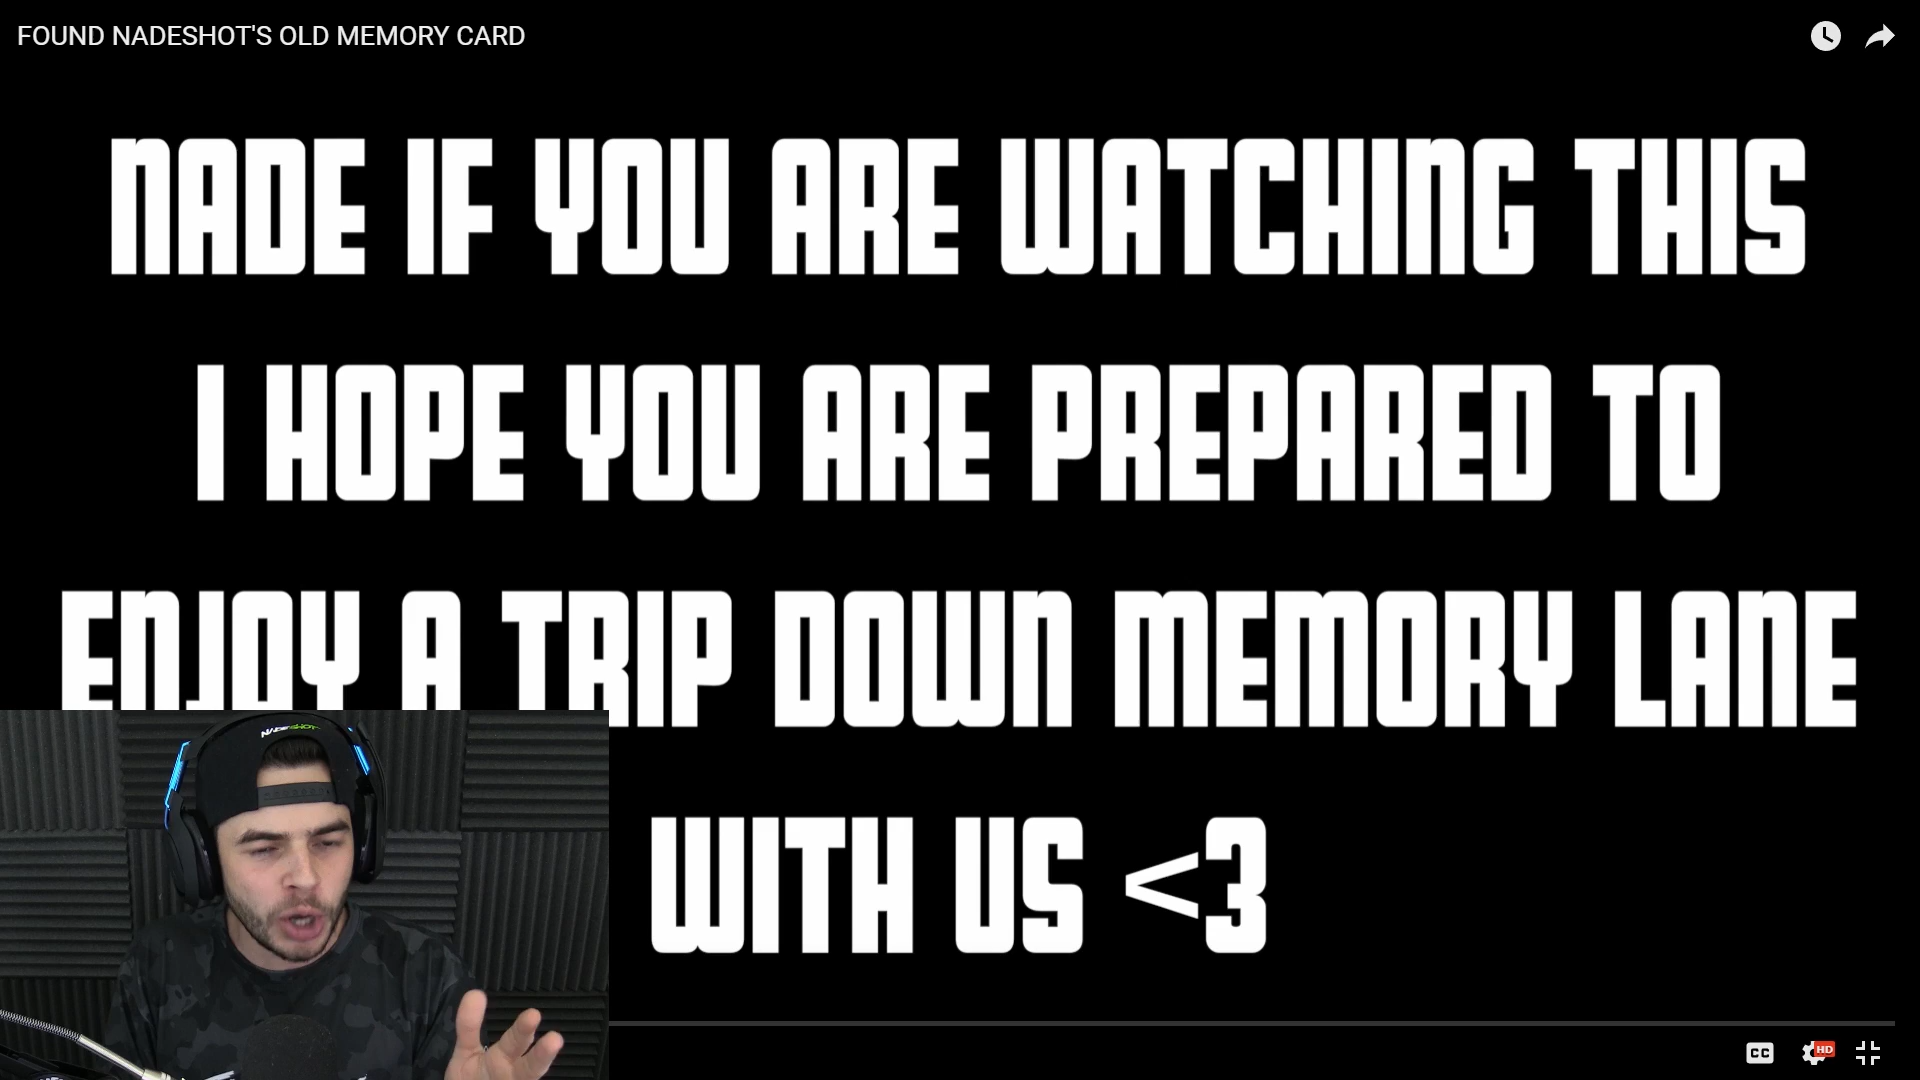 FOUND NADESHOT'S OLD MEMORY CARD
NADE IF YOU ARE WATCHING THIS
I HOPE YOU ARE PREPARED TO
ENJOY A TRIP DOWN MEMORY LANE
WITH US <3
NADESHOT
CC
HD